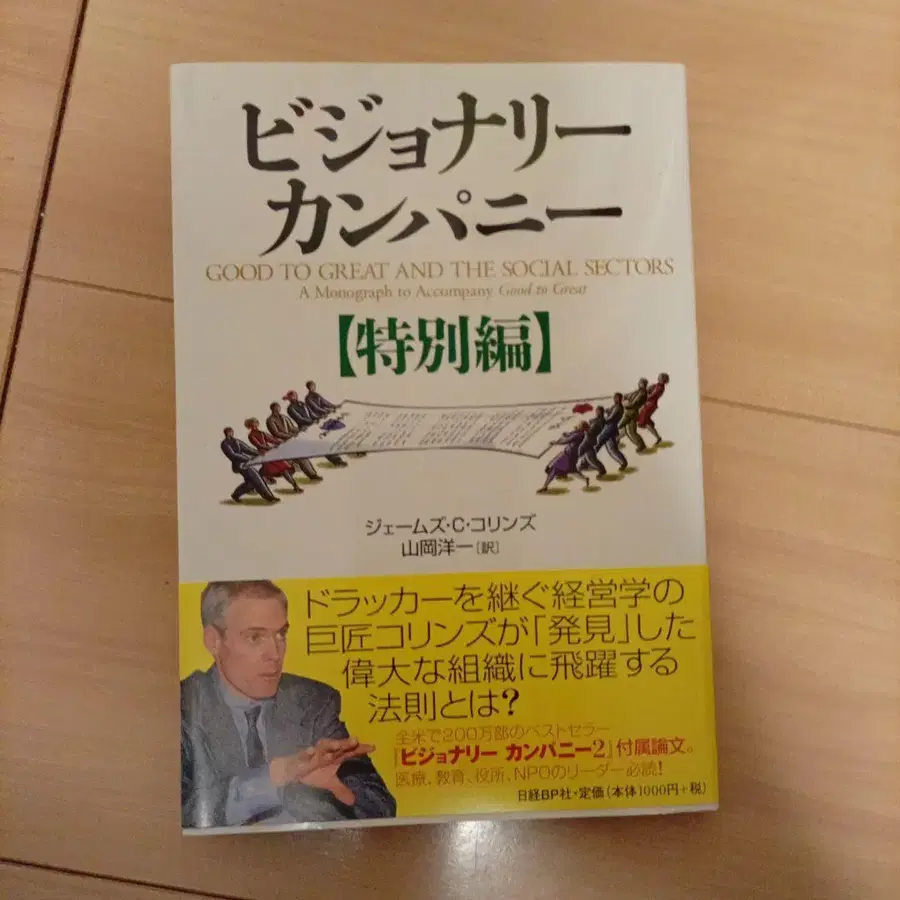 ビジョナリー
カンパニー
GOOD TO GREAT AND THE SOCIAL SECTORS
A Monograph to Accompany Good to Great
【特別編】
ジェームズ・C・コリンズ
山岡洋一[訳]
ドラッカーを継ぐ経営学の
巨匠コリンズが「発見」した
偉大な組織に飛躍する
法則とは?
全米で200万部のベストセラー
『ビジョナリー カンパニー2』付属論文。
医療、教育、役所、NPOのリーダー必読!
日経BP社・定価(本体1000円+税)